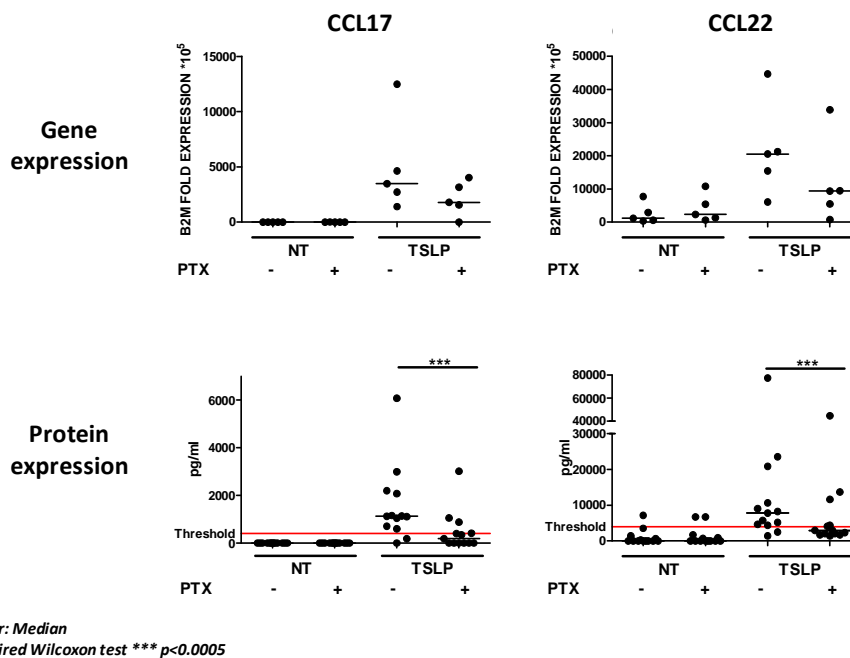 CCL17
CCL22
Gene
expression
B2M FOLD EXPRESSION *10⁵
15000
10000
5000
0
NT
TSLP
PTX
-
+
-
+
B2M FOLD EXPRESSION *10⁵
50000
40000
30000
20000
10000
0
NT
TSLP
PTX
-
+
-
+
Protein
expression
pg/ml
6000
4000
2000
Threshold
0
***
NT
TSLP
PTX
-
+
-
+
pg/ml
80000
60000
40000
30000
20000
10000
Threshold
0
***
NT
TSLP
PTX
-
+
-
+
r: Median
ired Wilcoxon test *** p<0.0005